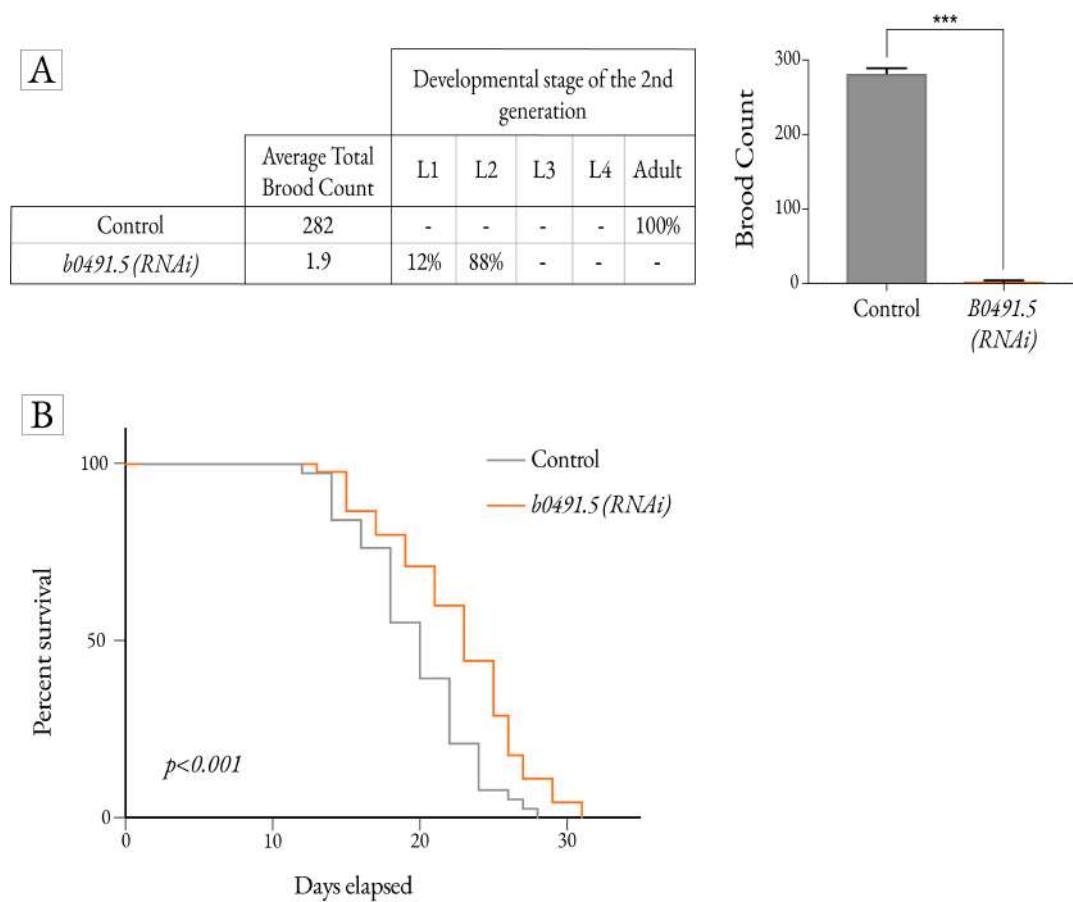 A
Developmental stage of the 2nd
generation
Average Total
Brood Count
L1 L2 L3 L4 Adult
Control 282 - - - - 100%
b0491.5 (RNAi) 1.9 12% 88% - - -
***
300
200
100
0
Brood Count
Control
B0491.5
(RNAi)
B
Control
b0491.5 (RNAi)
100
50
0
Percent survival
p<0.001
0 10 20 30
Days elapsed